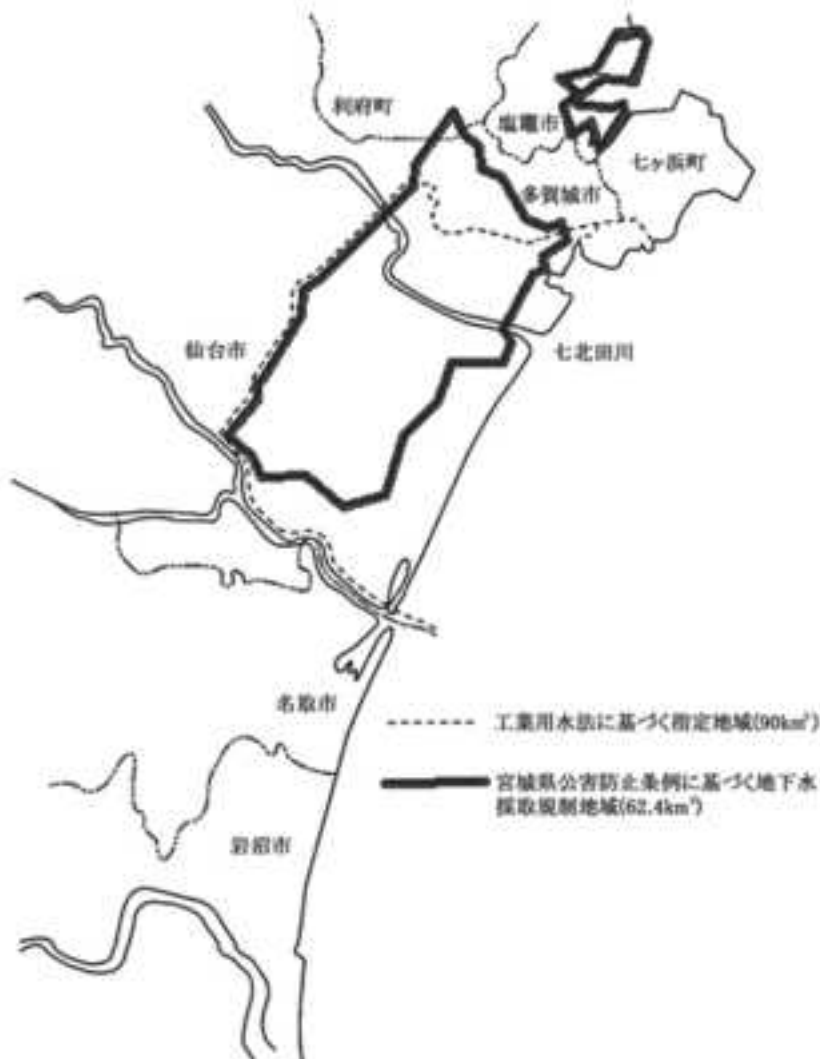 利府町
塩竈市
七ヶ浜町
多賀城市
仙台市
七北田川
名取市
工業用水法に基づく指定地域(90km²)
宮城県公害防止条例に基づく地下水
採取規制地域(62.4km²)
岩沼市